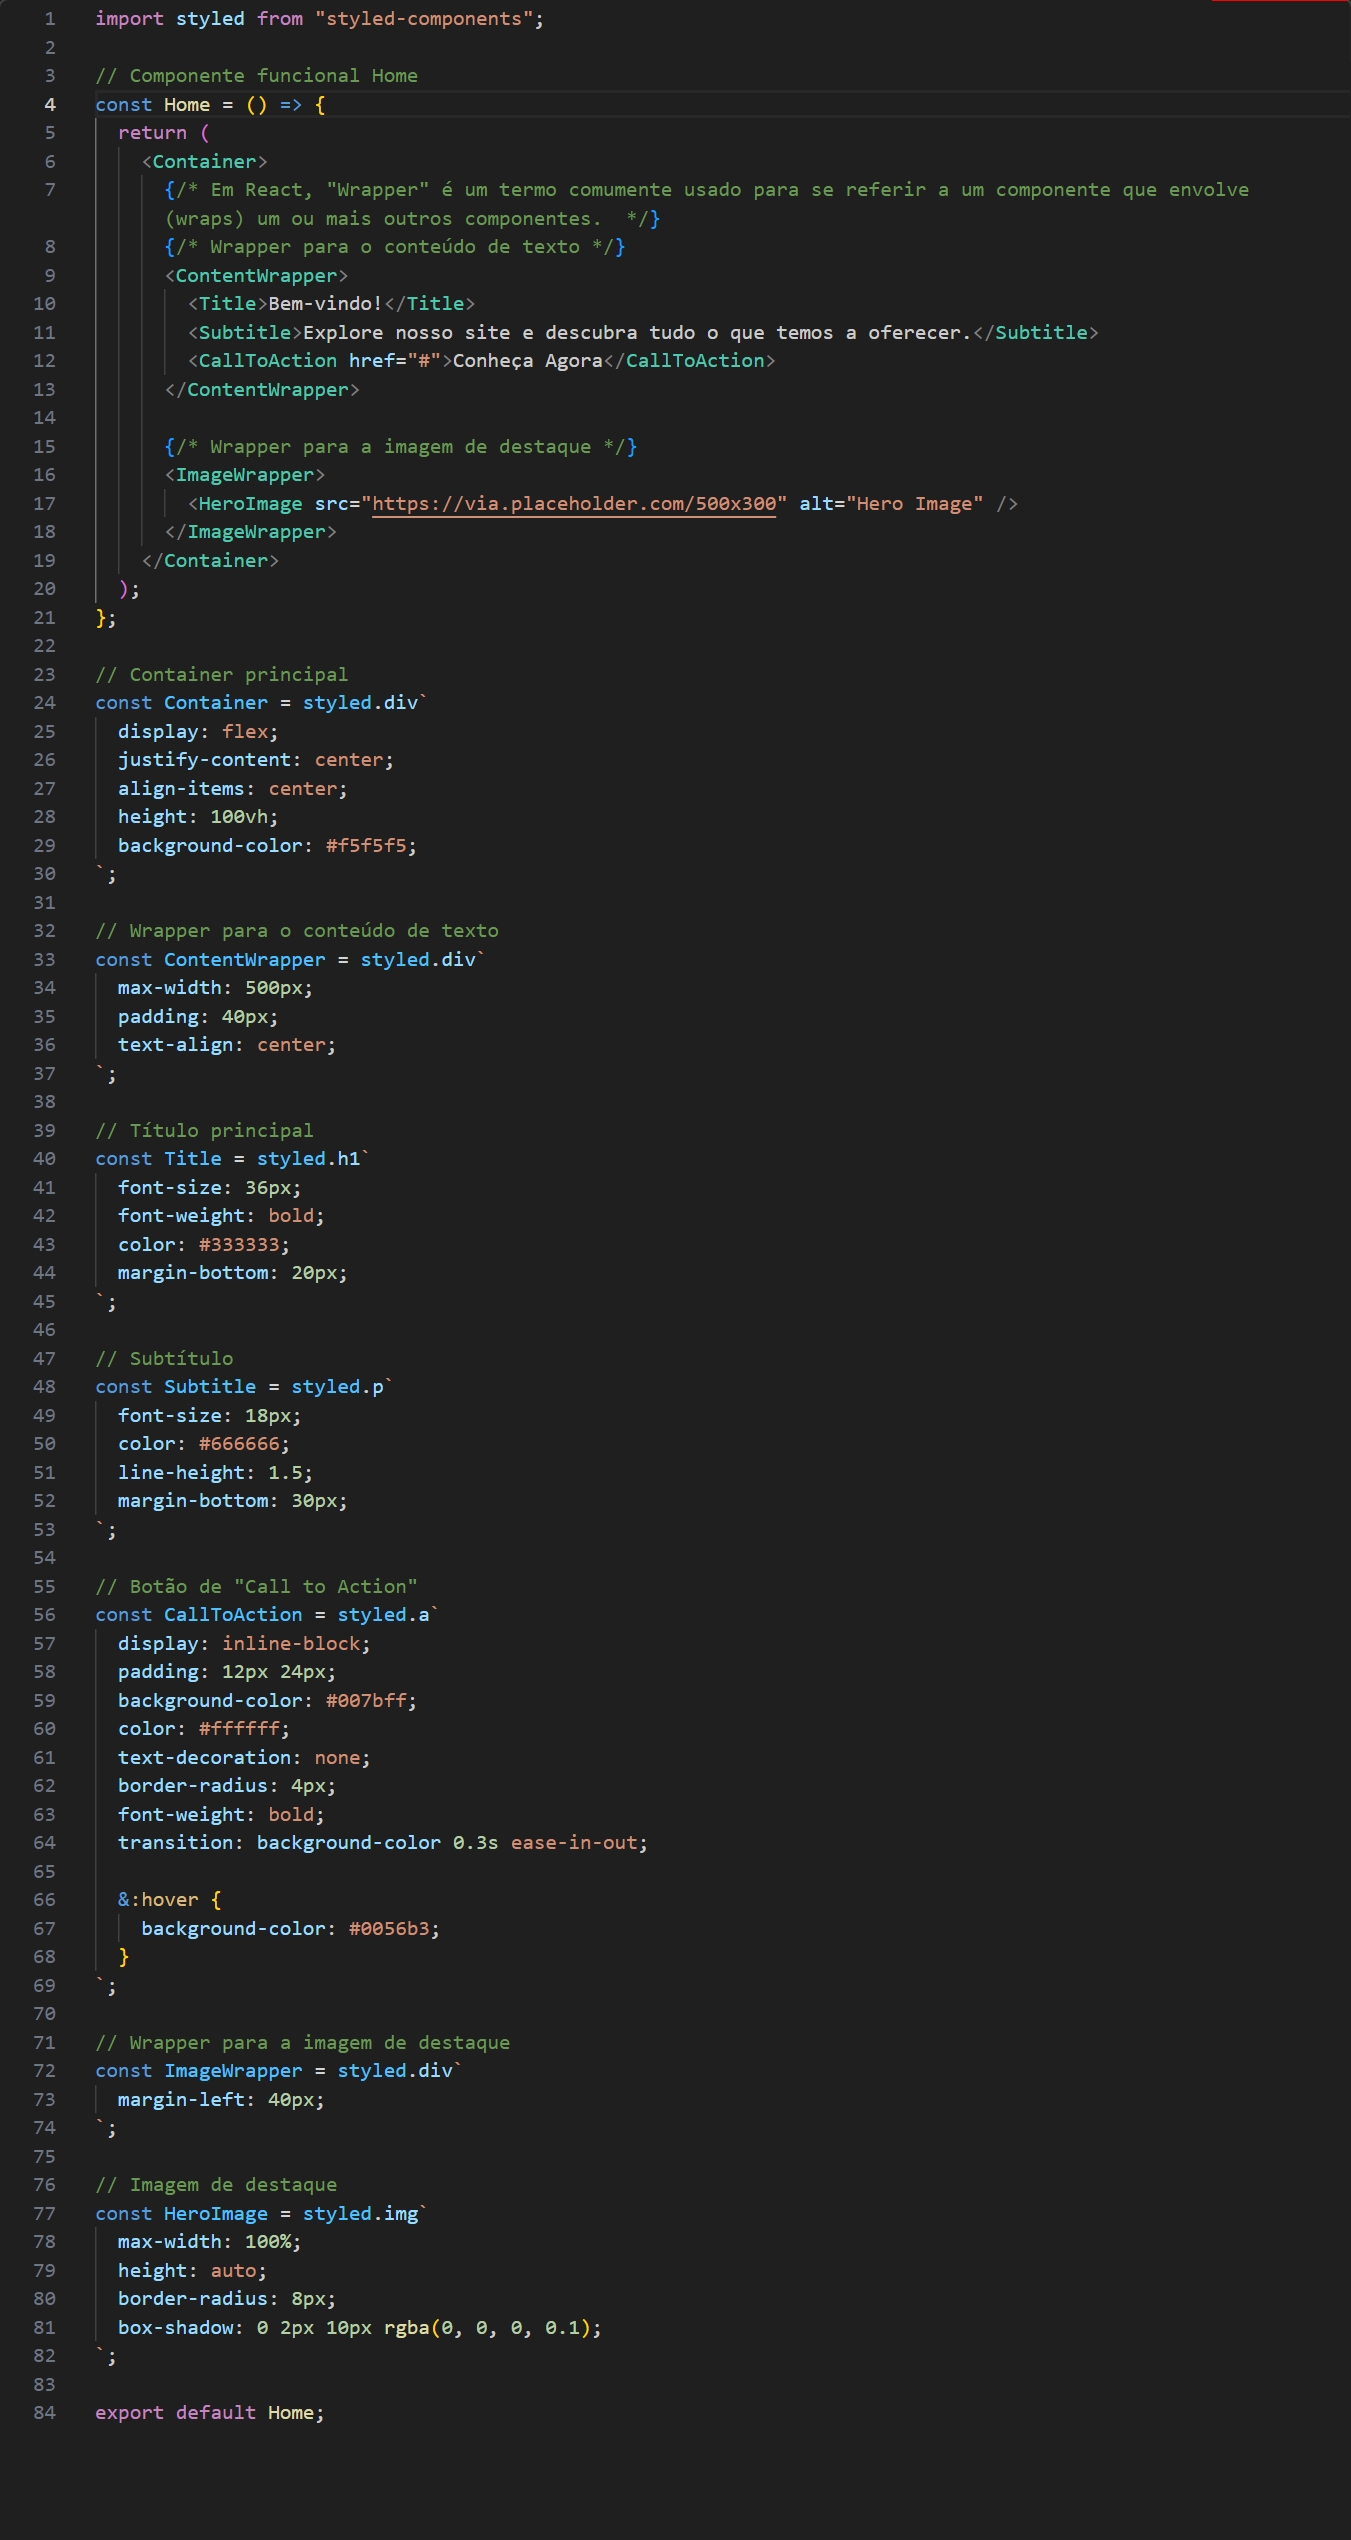 1 import styled from "styled-components";
2
3 // Componente funcional Home
4 const Home = () => {
5 return (
6 <Container>
7 {/* Em React, "Wrapper" é um termo comumente usado para se referir a um componente que envolve
(wraps) um ou mais outros componentes.  */}
8 {/* Wrapper para o conteúdo de texto */}
9 <ContentWrapper>
10 <Title>Bem-vindo!</Title>
11 <Subtitle>Explore nosso site e descubra tudo o que temos a oferecer.</Subtitle>
12 <CallToAction href="#">Conheça Agora</CallToAction>
13 </ContentWrapper>
14
15 {/* Wrapper para a imagem de destaque */}
16 <ImageWrapper>
17 <HeroImage src="https://via.placeholder.com/500x300" alt="Hero Image" />
18 </ImageWrapper>
19 </Container>
20 );
21 };
22
23 // Container principal
24 const Container = styled.div`
25 display: flex;
26 justify-content: center;
27 align-items: center;
28 height: 100vh;
29 background-color: #f5f5f5;
30 `;
31
32 // Wrapper para o conteúdo de texto
33 const ContentWrapper = styled.div`
34 max-width: 500px;
35 padding: 40px;
36 text-align: center;
37 `;
38
39 // Título principal
40 const Title = styled.h1`
41 font-size: 36px;
42 font-weight: bold;
43 color: #333333;
44 margin-bottom: 20px;
45 `;
46
47 // Subtítulo
48 const Subtitle = styled.p`
49 font-size: 18px;
50 color: #666666;
51 line-height: 1.5;
52 margin-bottom: 30px;
53 `;
54
55 // Botão de "Call to Action"
56 const CallToAction = styled.a`
57 display: inline-block;
58 padding: 12px 24px;
59 background-color: #007bff;
60 color: #ffffff;
61 text-decoration: none;
62 border-radius: 4px;
63 font-weight: bold;
64 transition: background-color 0.3s ease-in-out;
65
66 &:hover {
67 background-color: #0056b3;
68 }
69 `;
70
71 // Wrapper para a imagem de destaque
72 const ImageWrapper = styled.div`
73 margin-left: 40px;
74 `;
75
76 // Imagem de destaque
77 const HeroImage = styled.img`
78 max-width: 100%;
79 height: auto;
80 border-radius: 8px;
81 box-shadow: 0 2px 10px rgba(0, 0, 0, 0.1);
82 `;
83
84 export default Home;